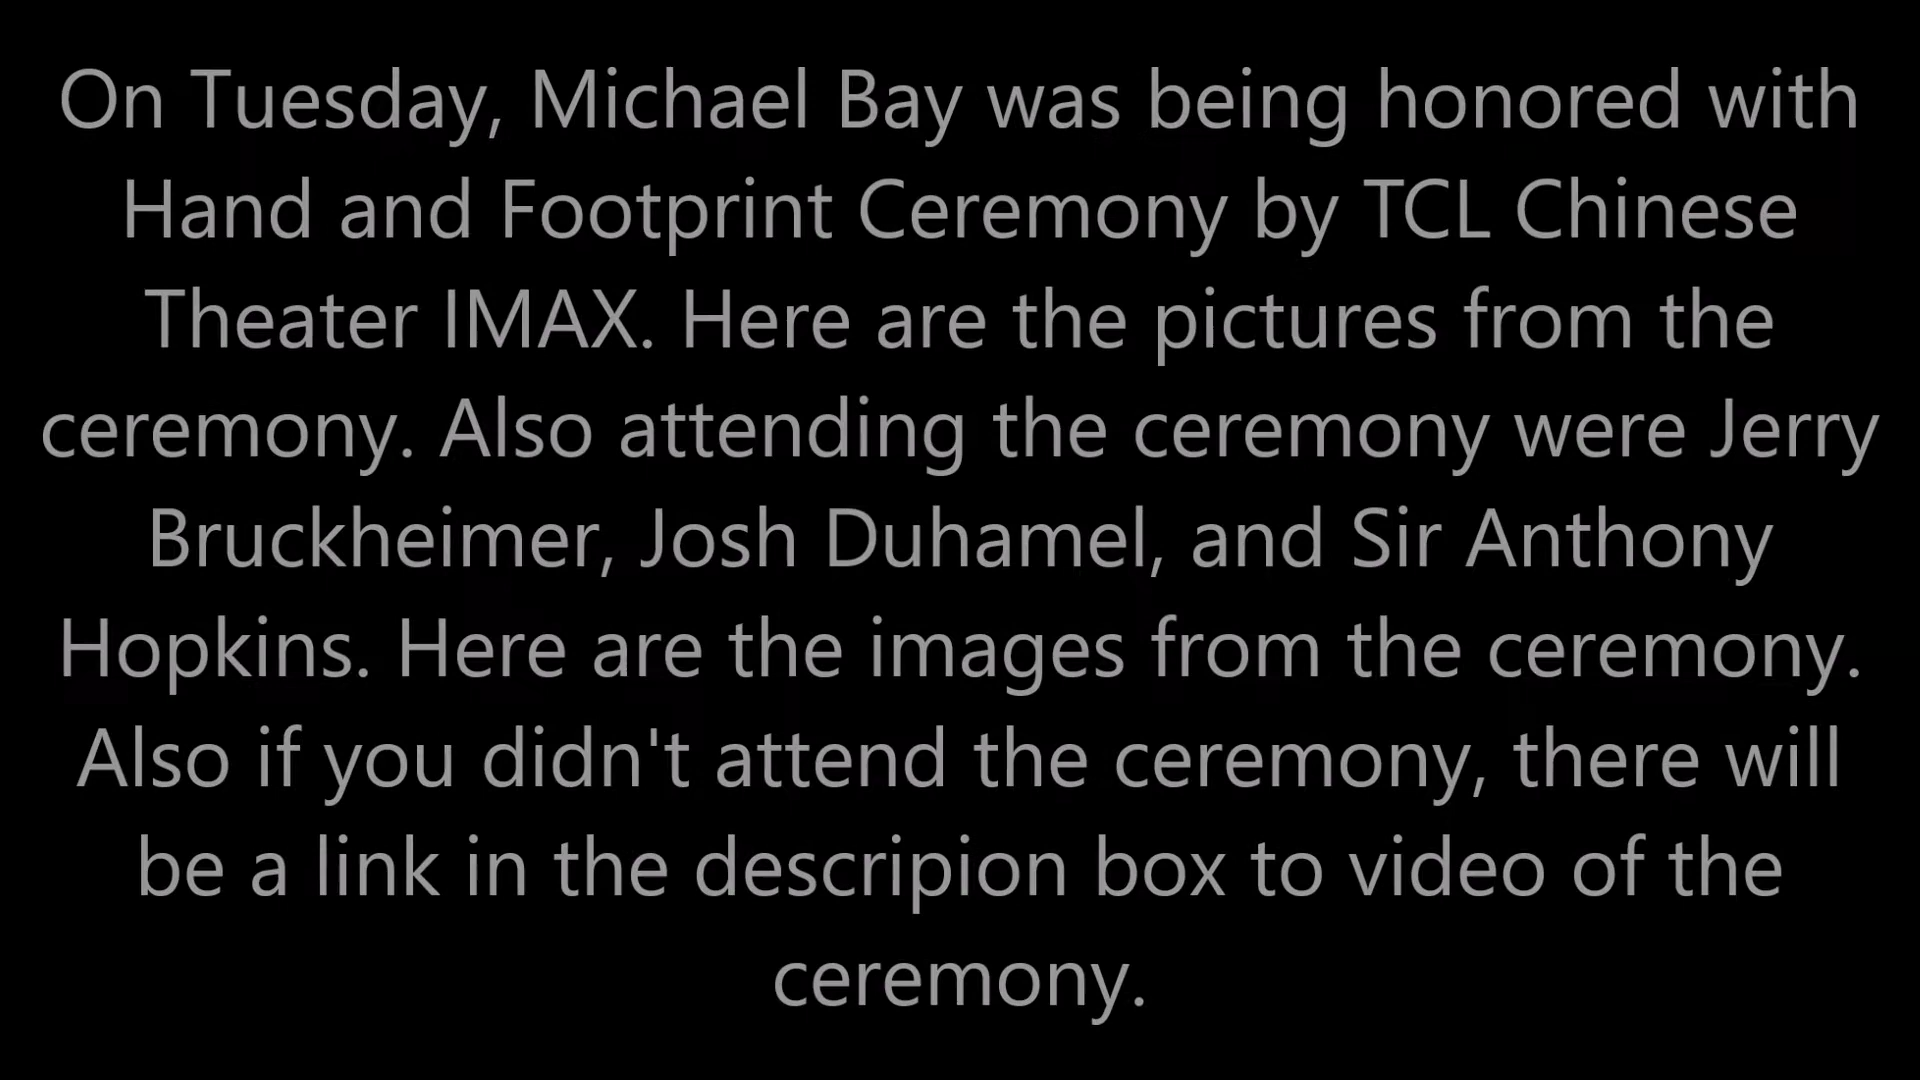 On Tuesday, Michael Bay was being honored with
Hand and Footprint Ceremony by TCL Chinese
Theater IMAX. Here are the pictures from the
ceremony. Also attending the ceremony were Jerry
Bruckheimer, Josh Duhamel, and Sir Anthony
Hopkins. Here are the images from the ceremony.
Also if you didn't attend the ceremony, there will
be a link in the descripion box to video of the
ceremony.